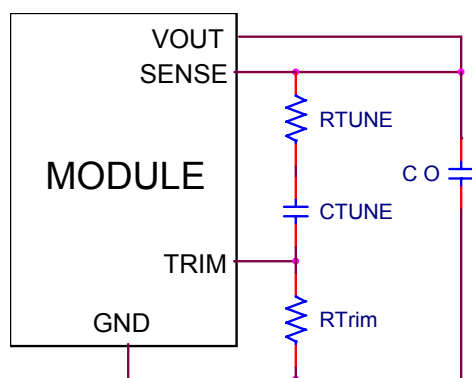 VOUT
SENSE
RTUNE
MODULE
C O
CTUNE
TRIM
GND
RTrim